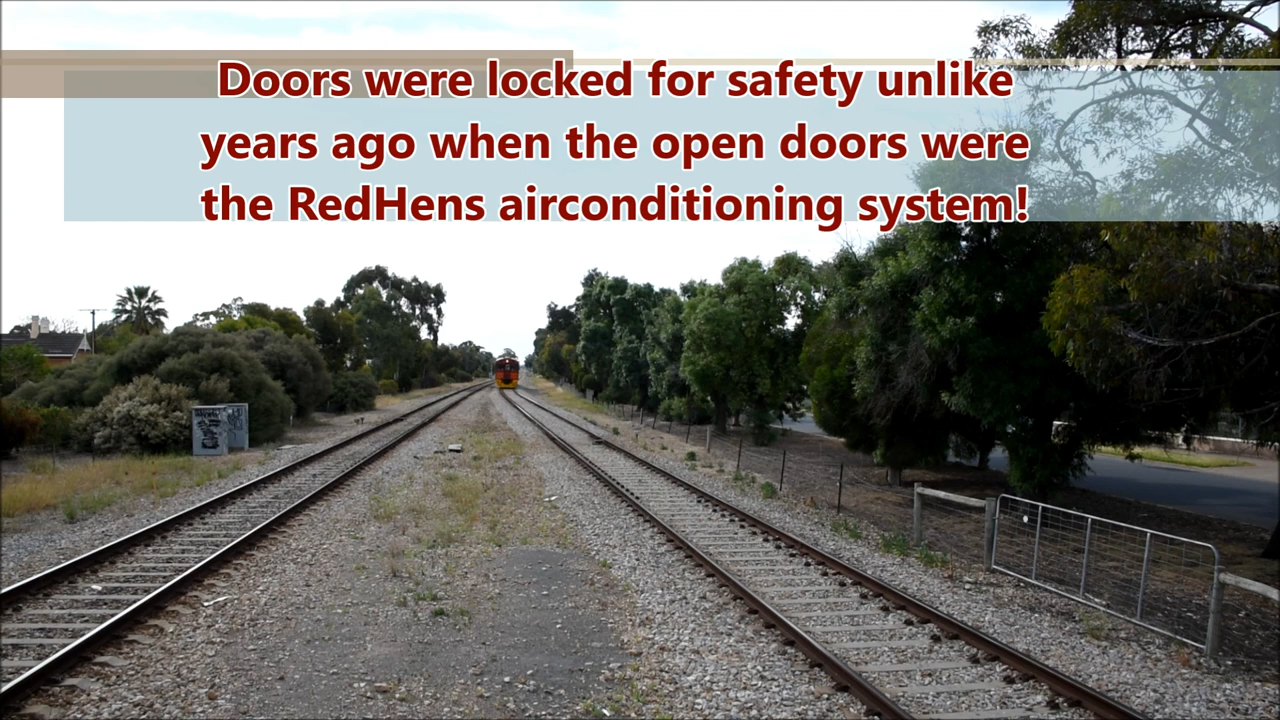 Doors were locked for safety unlike
years ago when the open doors were
the RedHens airconditioning system!